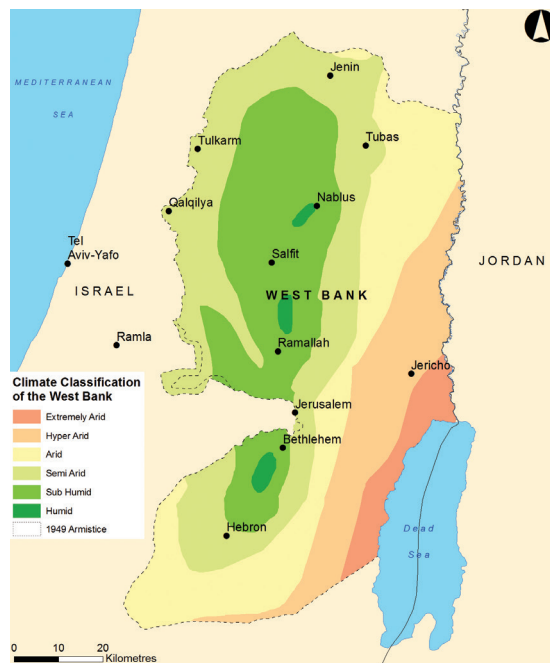 MEDITERRANEAN
SEA
Jenin
Tulkarm
Tubas
Qalqilya
Nablus
Tel
Aviv-Yafo
Salfit
JORDAN
ISRAEL
WEST BANK
Ramla
Ramallah
Jericho
Climate Classification
of the West Bank
Extremely Arid
Hyper Arid
Arid
Semi Arid
Sub Humid
Humid
1949 Armistice
Jerusalem
Bethlehem
Hebron
Dead
Sea
0 10 20
Kilometres